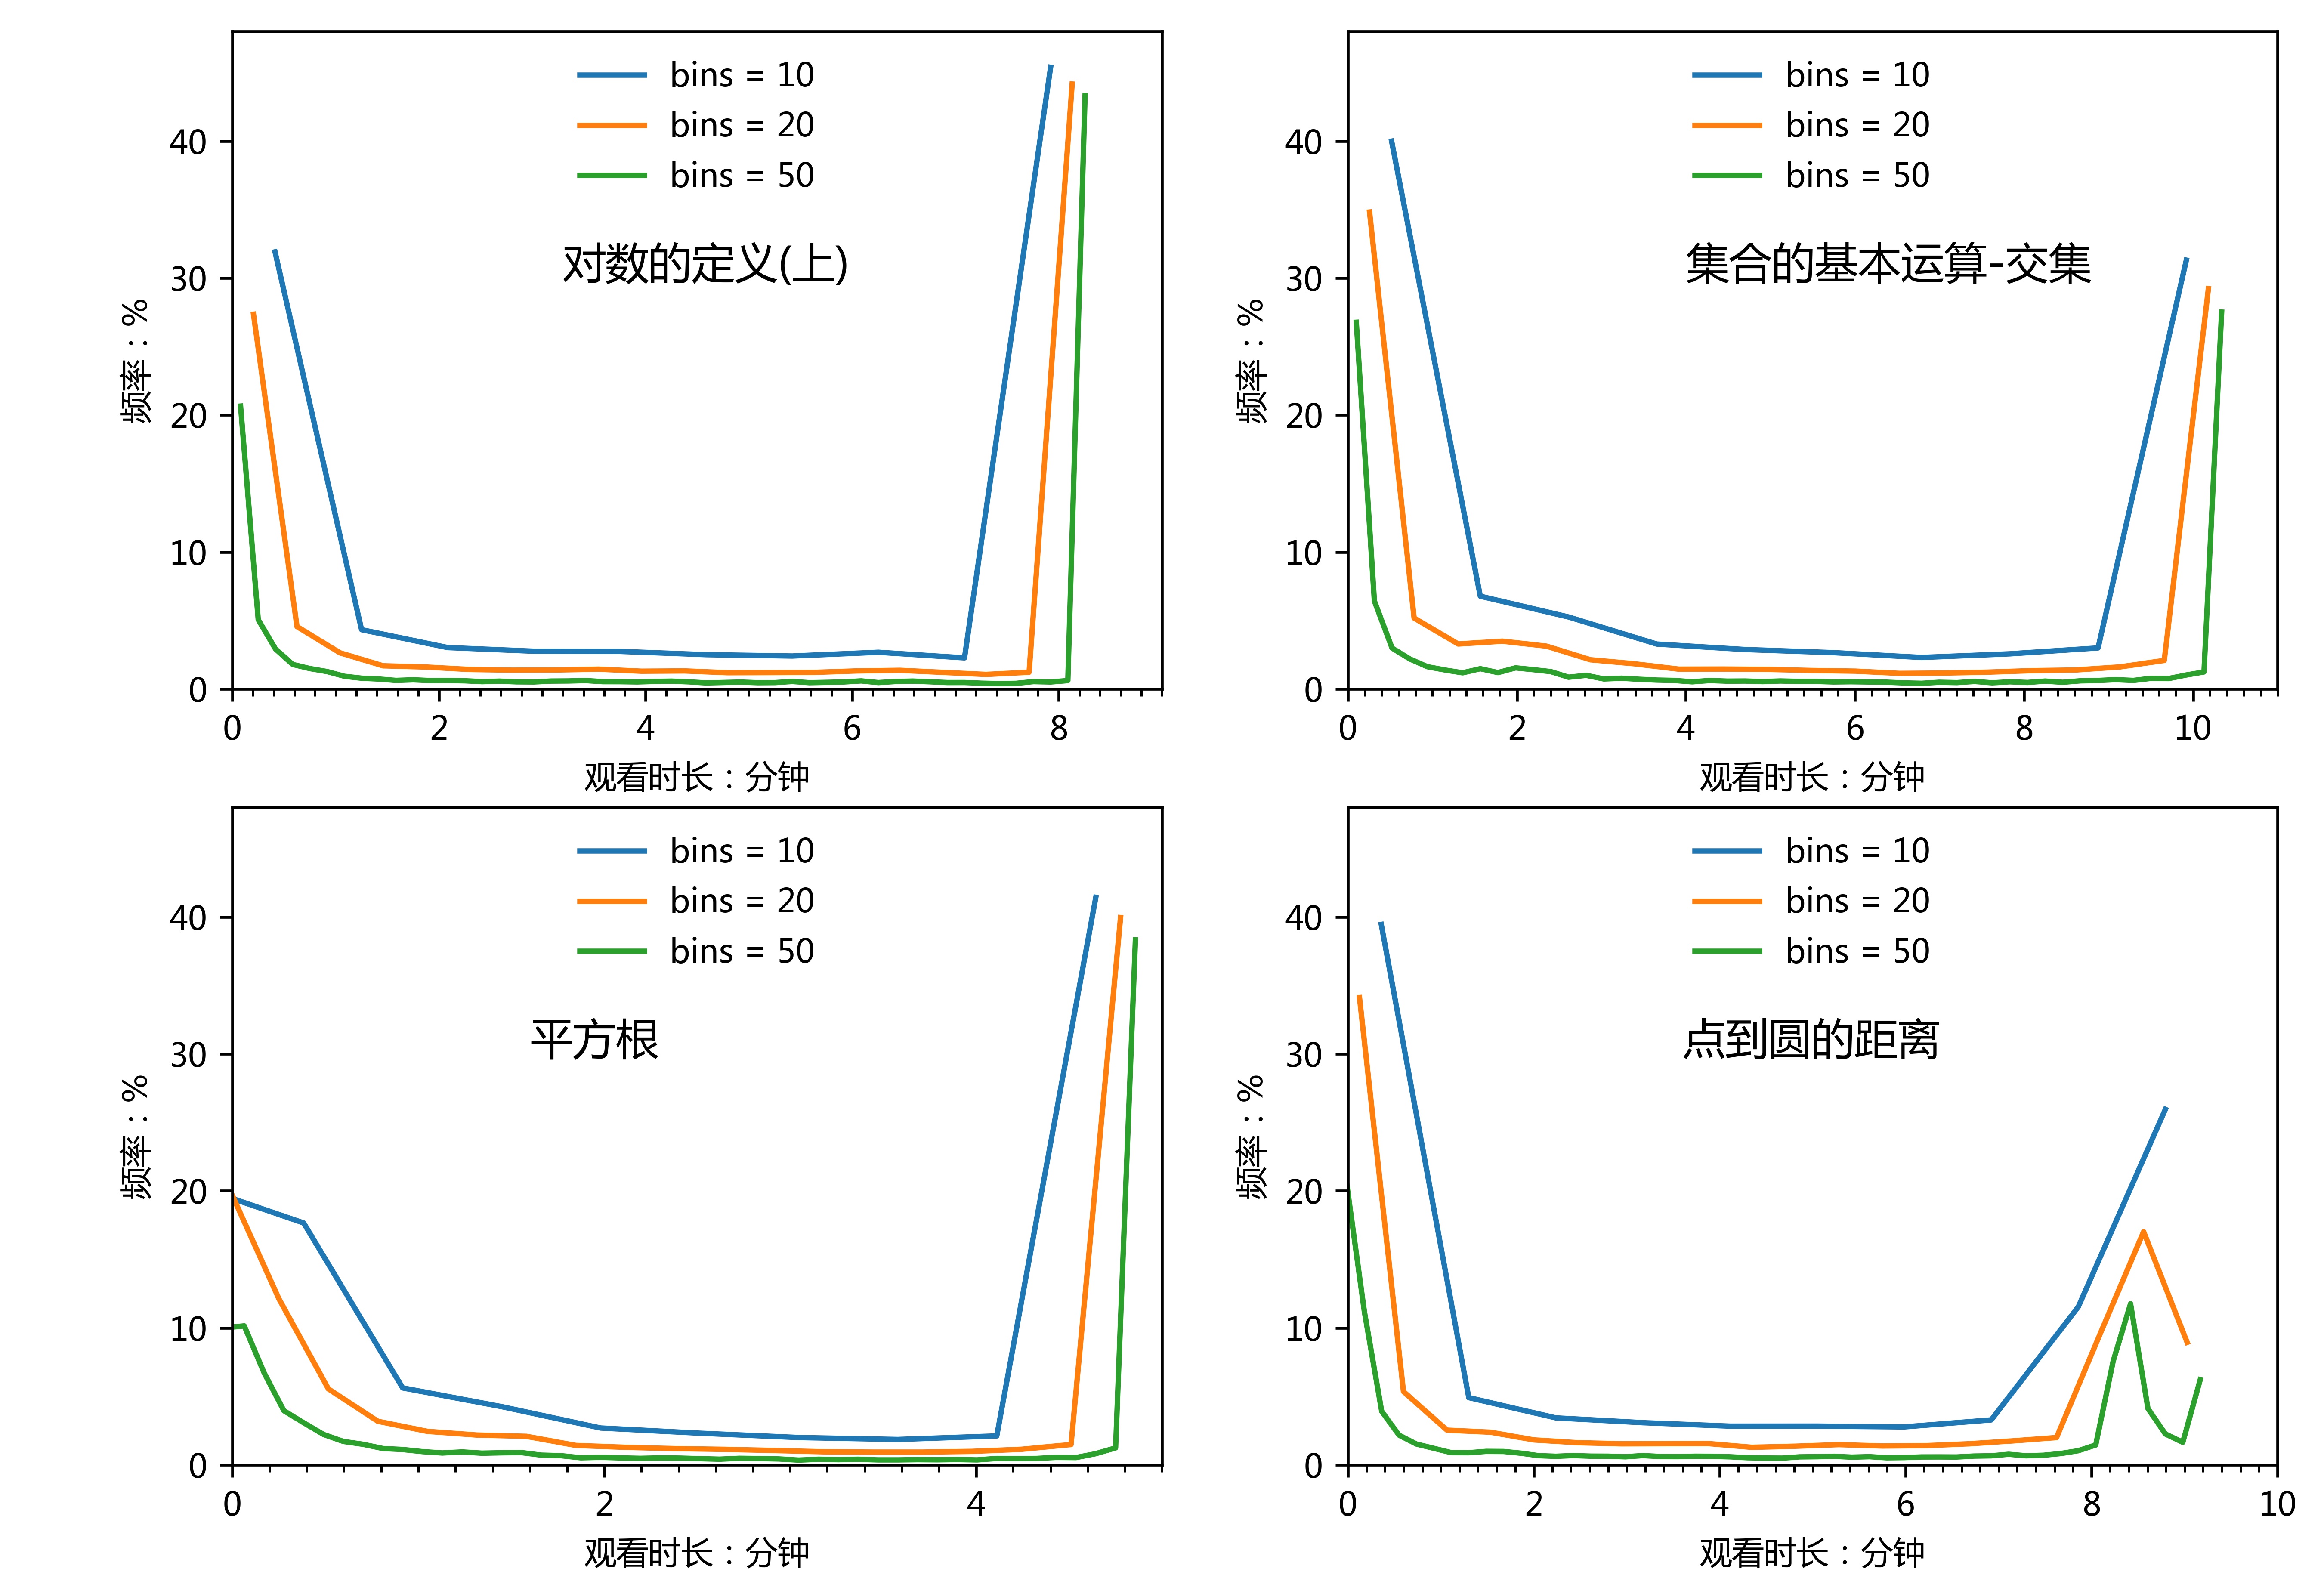 bins = 10
bins = 20
bins = 50
对数的定义(上)
频率：%
40
30
20
10
0
0 2 4 6 8
观看时长：分钟
bins = 10
bins = 20
bins = 50
集合的基本运算-交集
频率：%
40
30
20
10
0
0 2 4 6 8 10
观看时长：分钟
bins = 10
bins = 20
bins = 50
平方根
频率：%
40
30
20
10
0
0 2 4
观看时长：分钟
bins = 10
bins = 20
bins = 50
点到圆的距离
频率：%
40
30
20
10
0
0 2 4 6 8 10
观看时长：分钟